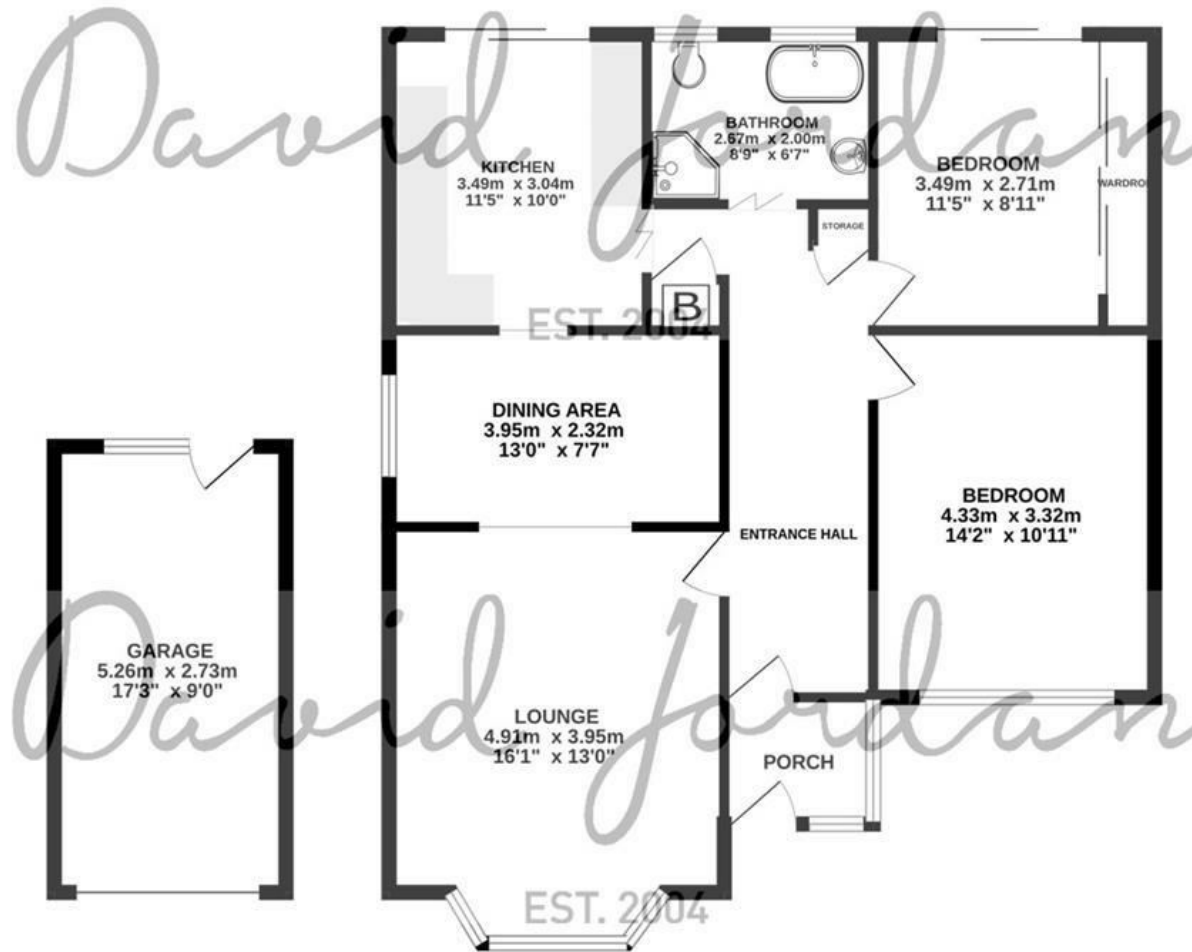 David Jordan
KITCHEN
3.49m x 3.04m
11'5" x 10'0"
BATHROOM
2.67m x 2.00m
8'9" x 6'7"
BEDROOM
3.49m x 2.71m
11'5" x 8'11"
WARDRO
STORAGE
B
EST. 2004
DINING AREA
3.95m x 2.32m
13'0" x 7'7"
BEDROOM
4.33m x 3.32m
14'2" x 10'11"
ENTRANCE HALL
David Jordan
GARAGE
5.26m x 2.73m
17'3" x 9'0"
LOUNGE
4.91m x 3.95m
16'1" x 13'0"
PORCH
EST. 2004